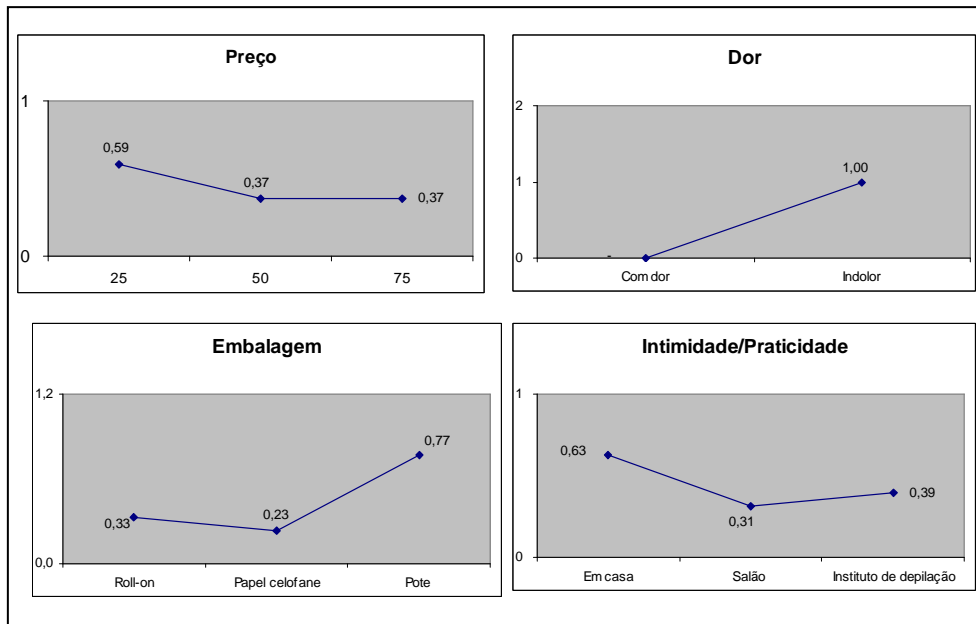 Preço
1
0,59
0,37
0,37
0
25 50 75
Dor
2
1,00
1
0
-
Com dor Indolor
Embalagem
1,2
0,77
0,33
0,23
0,0
Roll-on Papel celofane Pote
Intimidade/Praticidade
1
0,63
0,39
0,31
0
Em casa Salão Instituto de depilação